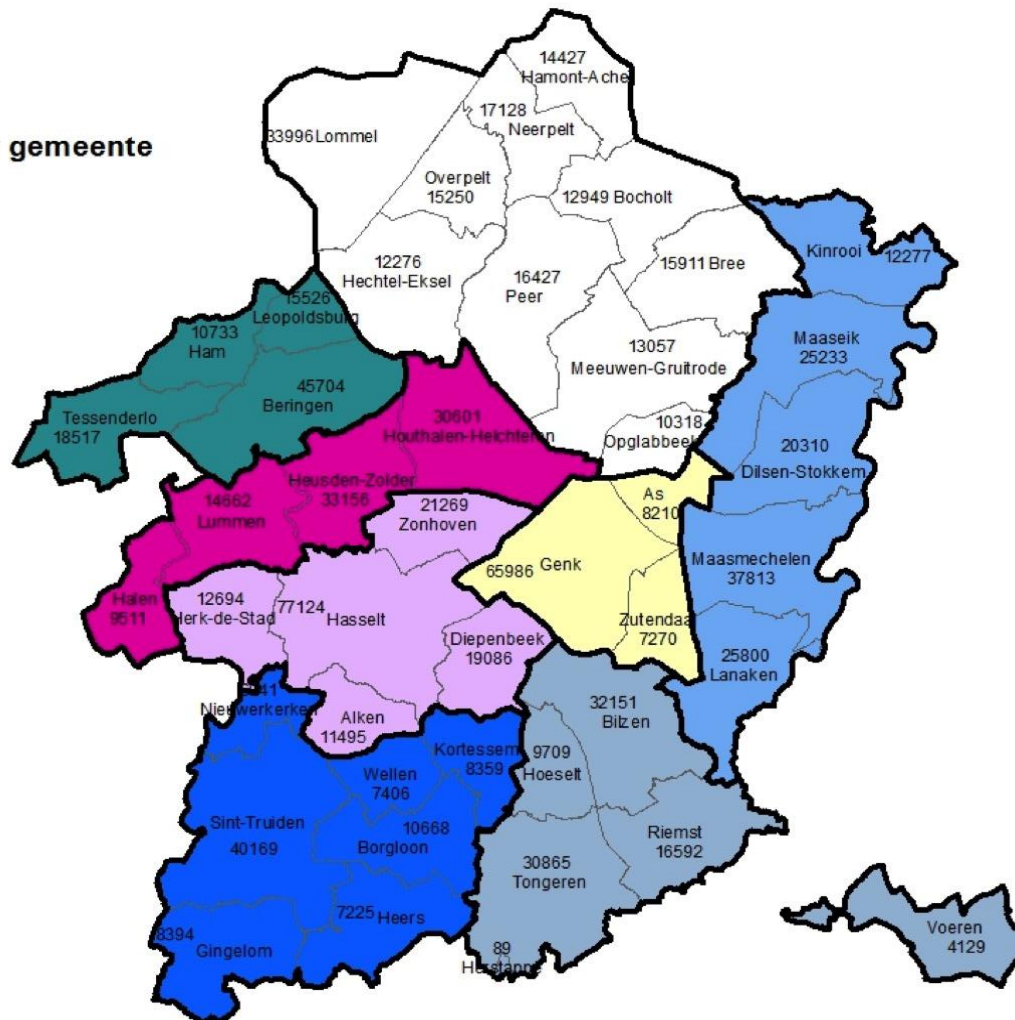 14427
Hamont-Ache
17128
Neerpelt
33996 Lommel
gemeente
Overpelt
15250
12949 Bocholt
Kinrooi 12277
12276
Hechtel-Eksel
16427
Peer
15911 Bree
15526
Leopoldsburg
10733
Ham
Maaseik
25233
13057
Meeuwen-Gruitrode
45704
Beringen
Tessenderlo
18517
30601
Houthalen-Helchteren
10318
Opglabbeek
20310
Dilsen-Stokkem
Heusden-Zolder
33156
14662
Lummen
21269
Zonhoven
As
8210
65986 Genk
Maasmechelen
37813
Halen
9511
12694
Herk-de-Stad
77124
Hasselt
Diepenbeek
19086
Zutendaal
7270
25800
Lanaken
Nieuwerkerken
Alken
11495
32151
Bilzen
Kortessem
8359
9709
Hoeselt
Wellen
7406
Sint-Truiden
40169
10668
Borgloon
Riemst
16592
30865
Tongeren
7225 Heers
8394
Gingelom
89
Herstappe
Voeren
4129